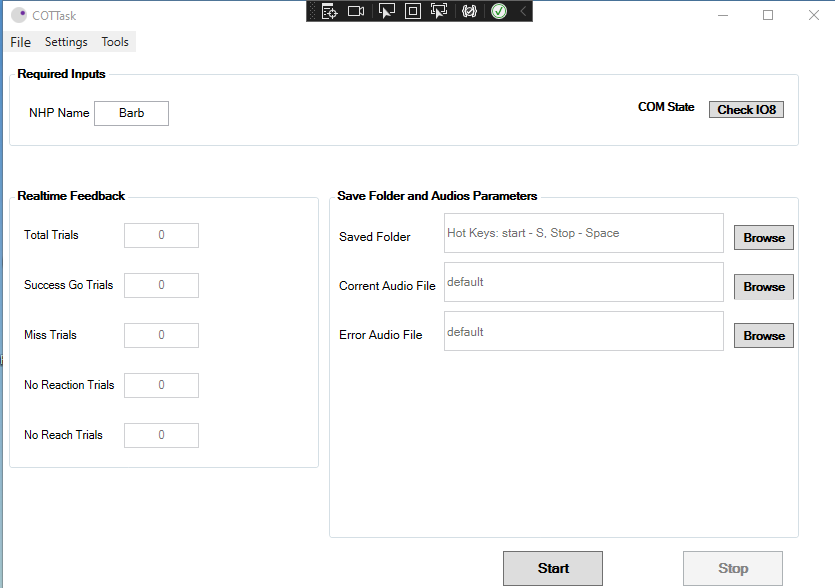 COTTask
File Settings Tools
Required Inputs
NHP Name Barb COM State Check IO8
Realtime Feedback
Total Trials 0
Success Go Trials 0
Miss Trials 0
No Reaction Trials 0
No Reach Trials 0
Save Folder and Audios Parameters
Saved Folder Hot Keys: start - S, Stop - Space Browse
Corrent Audio File default Browse
Error Audio File default Browse
Start Stop